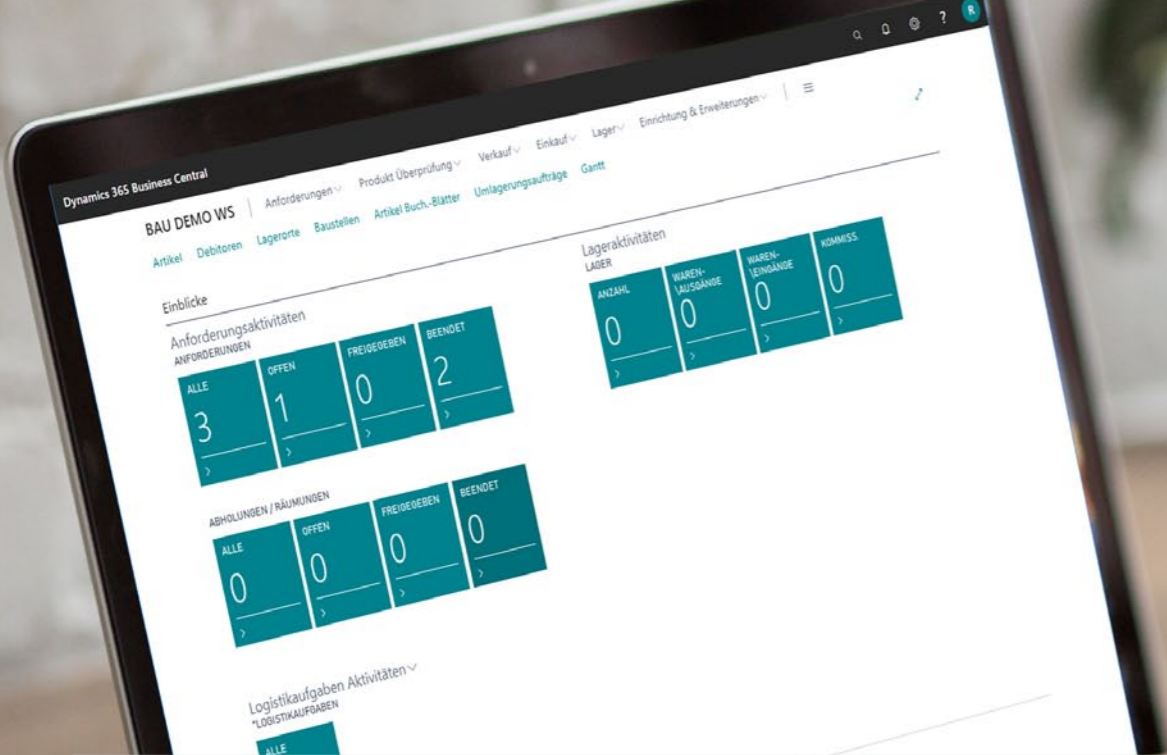 Dynamics 365 Business Central
?
R
BAU DEMO WS Anforderungen Produkt Überprüfung Verkauf Einkauf Lager Einrichtung & Erweiterungen
Artikel Debitoren Lagerorte Baustellen Artikel Buch.-Blätter Umlagerungsaufträge Gantt
Einblicke
Anforderungsaktivitäten
ANFORDERUNGEN
ALLE
3
OFFEN
1
FREIGEGEBEN
0
BEENDET
2
Lageraktivitäten
LAGER
ANZAHL
0
WAREN-
\AUSGÄNGE
0
WAREN-
\EINGÄNGE
0
KOMMISS.
0
ABHOLUNGEN / RÄUMUNGEN
ALLE
0
OFFEN
0
FREIGEGEBEN
0
BEENDET
0
Logistikaufgaben Aktivitäten
"LOGISTIKAUFGABEN
ALLE